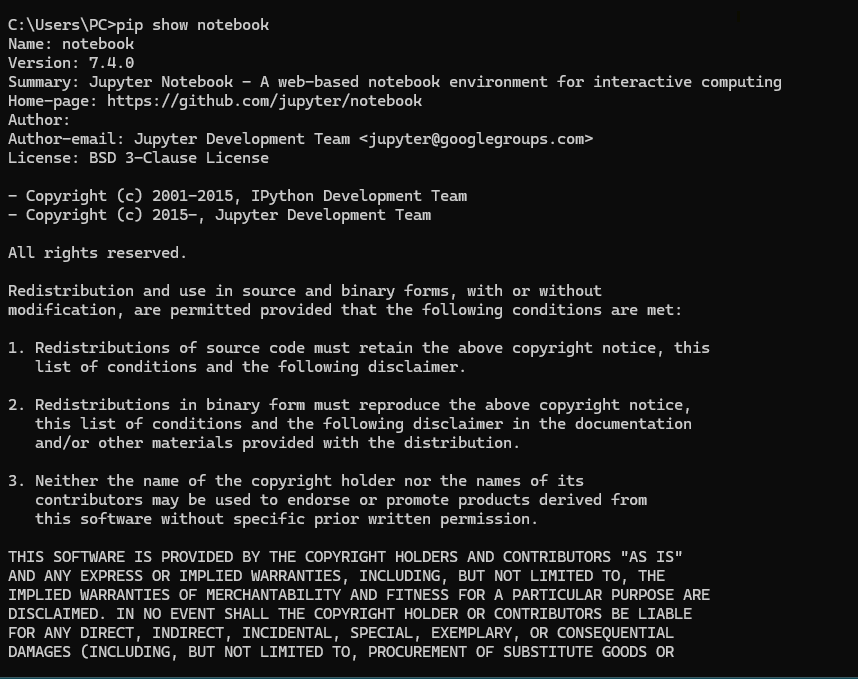 C:\Users\PC>pip show notebook
Name: notebook
Version: 7.4.0
Summary: Jupyter Notebook - A web-based notebook environment for interactive computing
Home-page: https://github.com/jupyter/notebook
Author:
Author-email: Jupyter Development Team <jupyter@googlegroups.com>
License: BSD 3-Clause License

- Copyright (c) 2001-2015, IPython Development Team
- Copyright (c) 2015-, Jupyter Development Team

All rights reserved.

Redistribution and use in source and binary forms, with or without
modification, are permitted provided that the following conditions are met:

1. Redistributions of source code must retain the above copyright notice, this
   list of conditions and the following disclaimer.

2. Redistributions in binary form must reproduce the above copyright notice,
   this list of conditions and the following disclaimer in the documentation
   and/or other materials provided with the distribution.

3. Neither the name of the copyright holder nor the names of its
   contributors may be used to endorse or promote products derived from
   this software without specific prior written permission.

THIS SOFTWARE IS PROVIDED BY THE COPYRIGHT HOLDERS AND CONTRIBUTORS "AS IS"
AND ANY EXPRESS OR IMPLIED WARRANTIES, INCLUDING, BUT NOT LIMITED TO, THE
IMPLIED WARRANTIES OF MERCHANTABILITY AND FITNESS FOR A PARTICULAR PURPOSE ARE
DISCLAIMED. IN NO EVENT SHALL THE COPYRIGHT HOLDER OR CONTRIBUTORS BE LIABLE
FOR ANY DIRECT, INDIRECT, INCIDENTAL, SPECIAL, EXEMPLARY, OR CONSEQUENTIAL
DAMAGES (INCLUDING, BUT NOT LIMITED TO, PROCUREMENT OF SUBSTITUTE GOODS OR